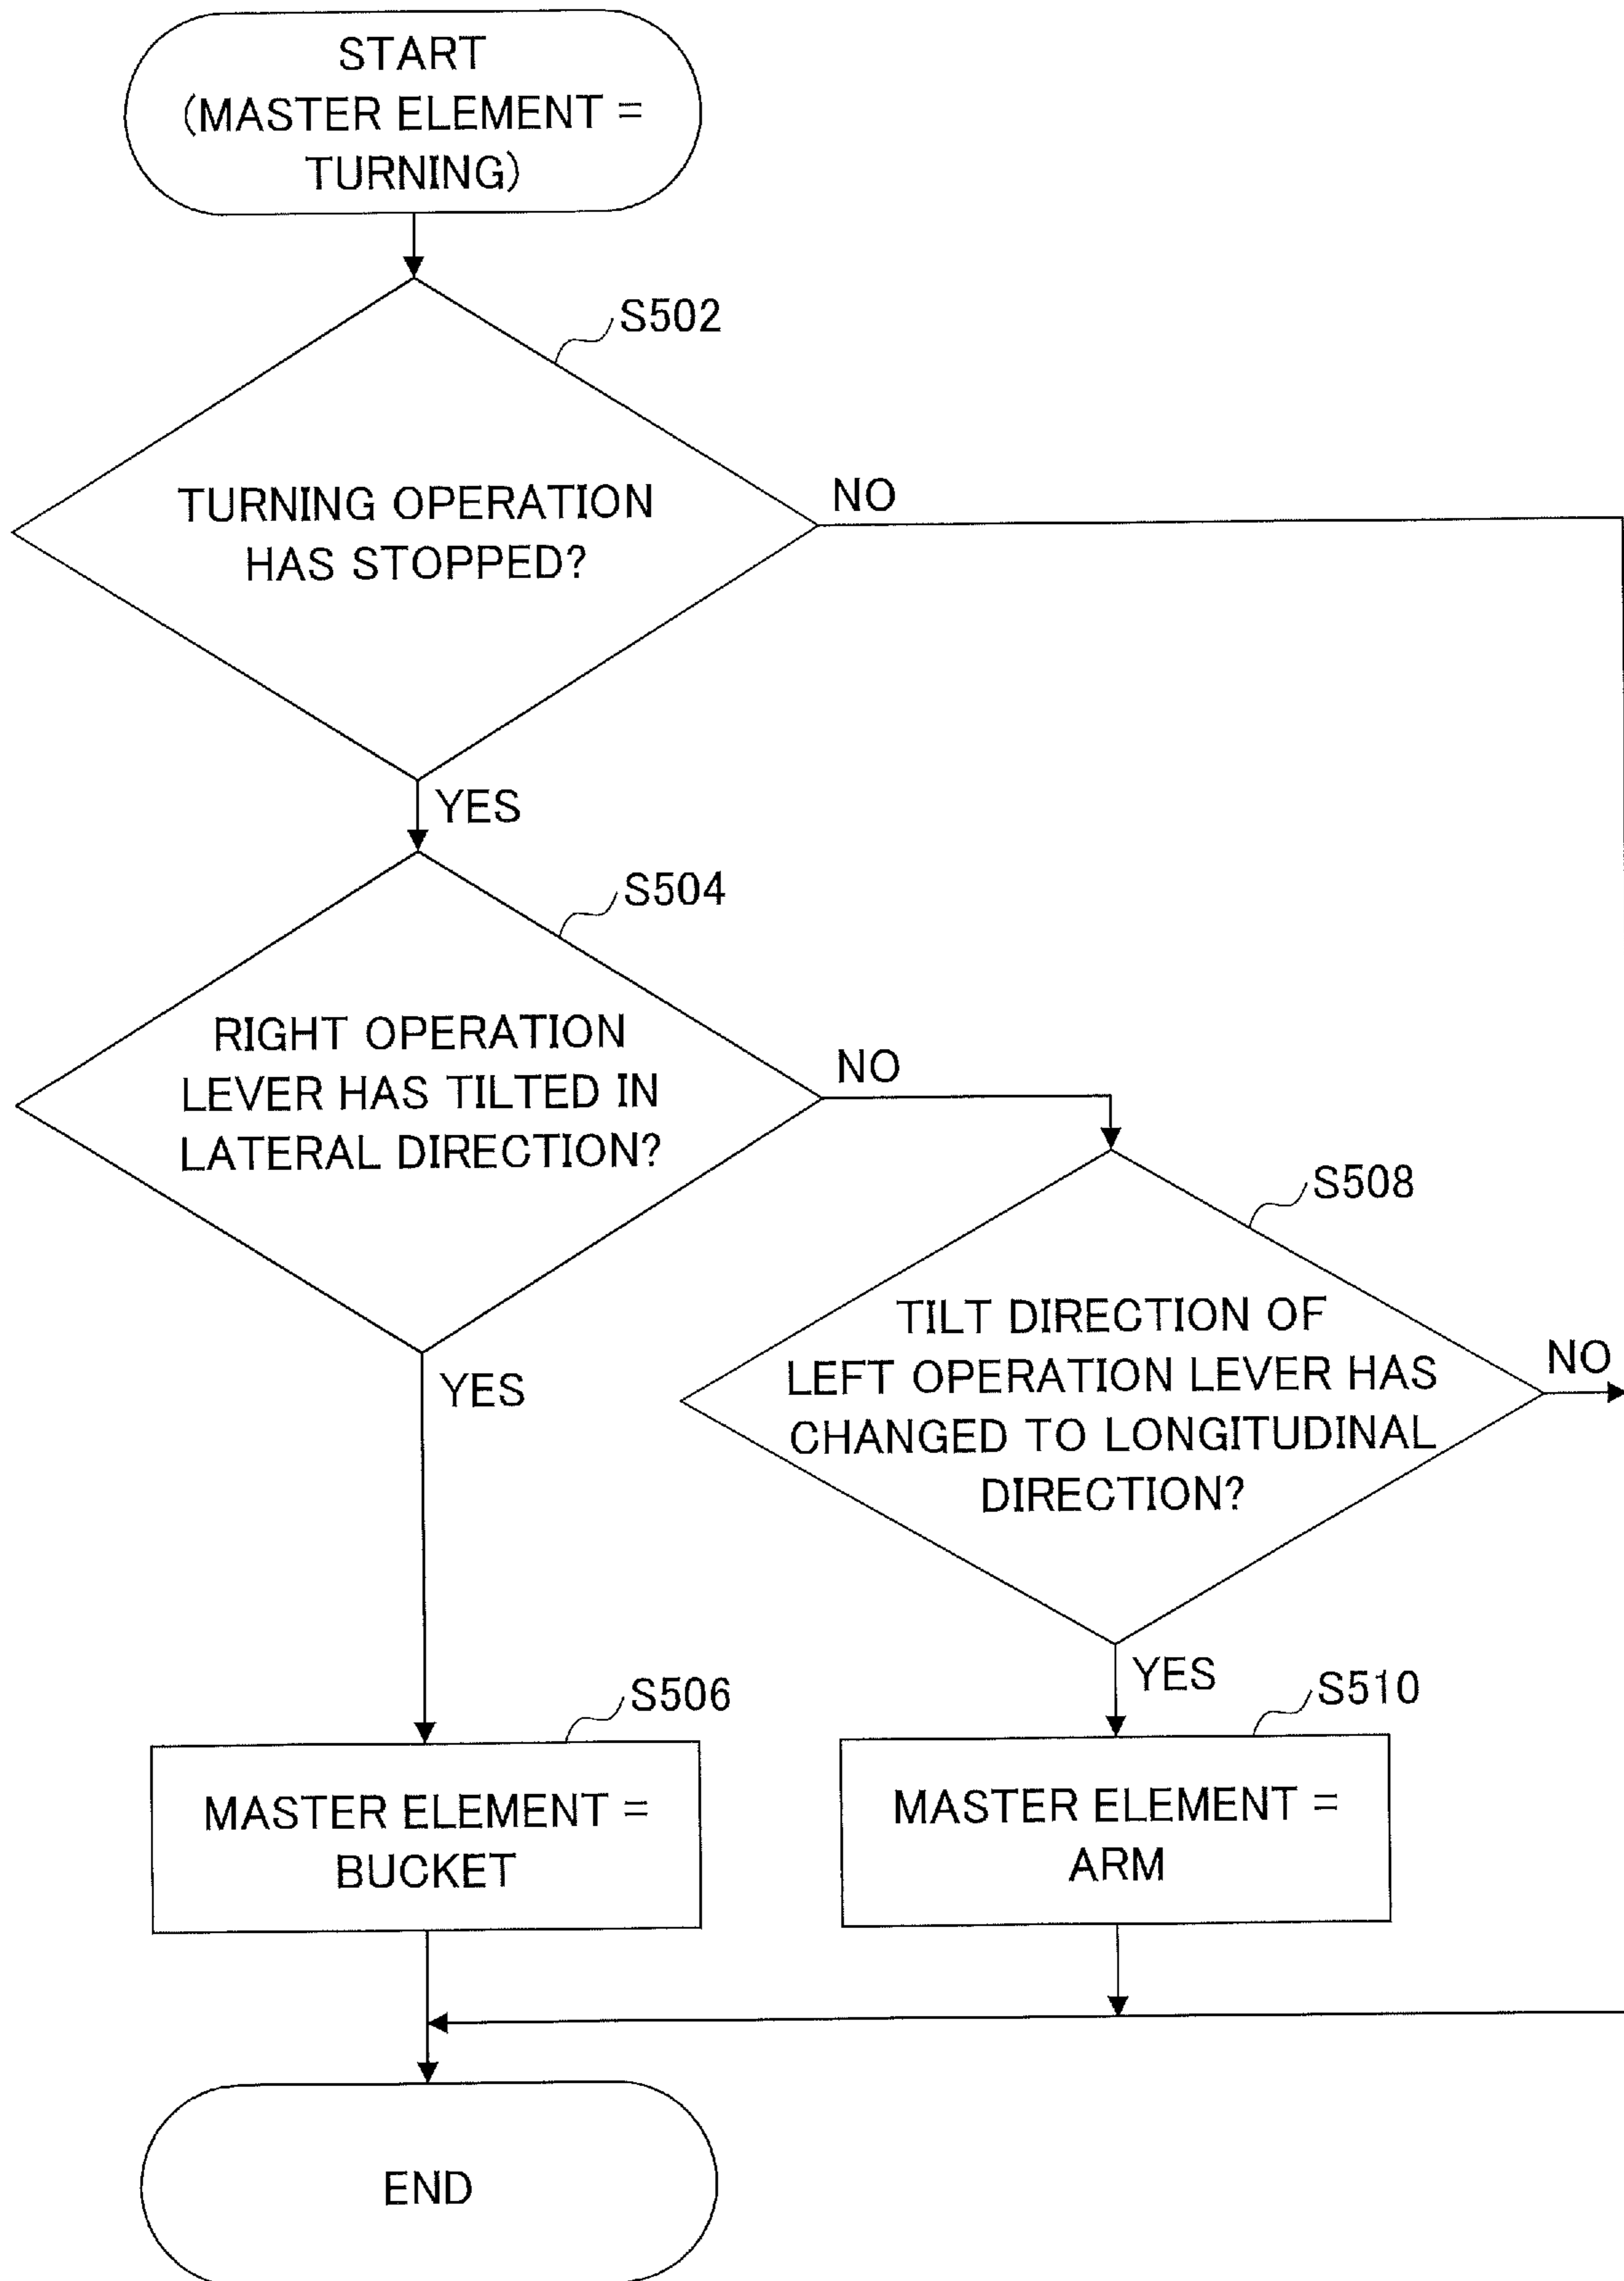 START
(MASTER ELEMENT =
TURNING)
S502
TURNING OPERATION
HAS STOPPED?
NO
YES
S504
RIGHT OPERATION
LEVER HAS TILTED IN
LATERAL DIRECTION?
NO
YES
S508
TILT DIRECTION OF
LEFT OPERATION LEVER HAS
CHANGED TO LONGITUDINAL
DIRECTION?
NO
YES
S506
MASTER ELEMENT =
BUCKET
S510
MASTER ELEMENT =
ARM
END